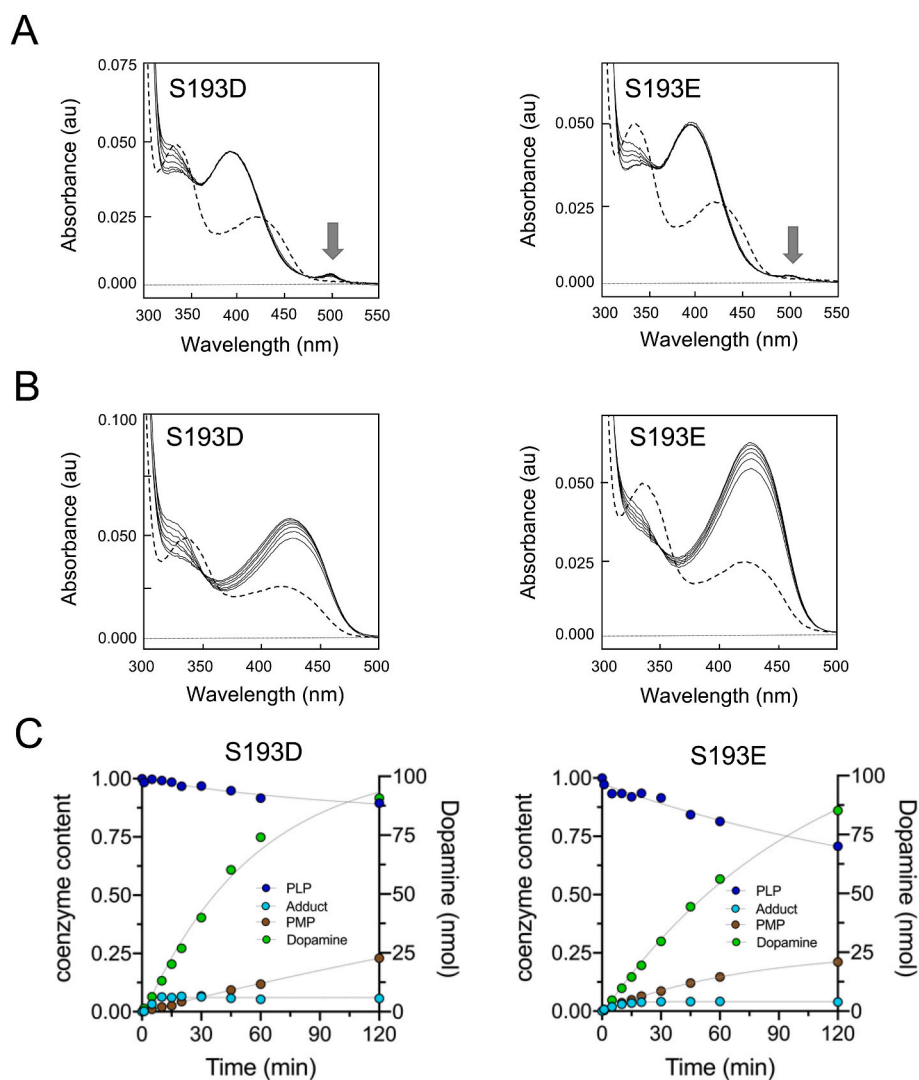 A
S193D
Absorbance (au)
0.075
0.050
0.025
0.000
300 350 400 450 500 550
Wavelength (nm)
S193E
Absorbance (au)
0.050
0.025
0.000
300 350 400 450 500 550
Wavelength (nm)
B
S193D
Absorbance (au)
0.100
0.050
0.000
300 350 400 450 500
Wavelength (nm)
S193E
Absorbance (au)
0.050
0.025
0.000
300 350 400 450 500
Wavelength (nm)
C
S193D
coenzyme content
1.00
0.75
0.50
0.25
0.00
PLP
Adduct
PMP
Dopamine
100
75
50
25
0
Dopamine (nmol)
0 30 60 90 120
Time (min)
S193E
coenzyme content
1.00
0.75
0.50
0.25
0.00
PLP
Adduct
PMP
Dopamine
100
75
50
25
0
Dopamine (nmol)
0 30 60 90 120
Time (min)